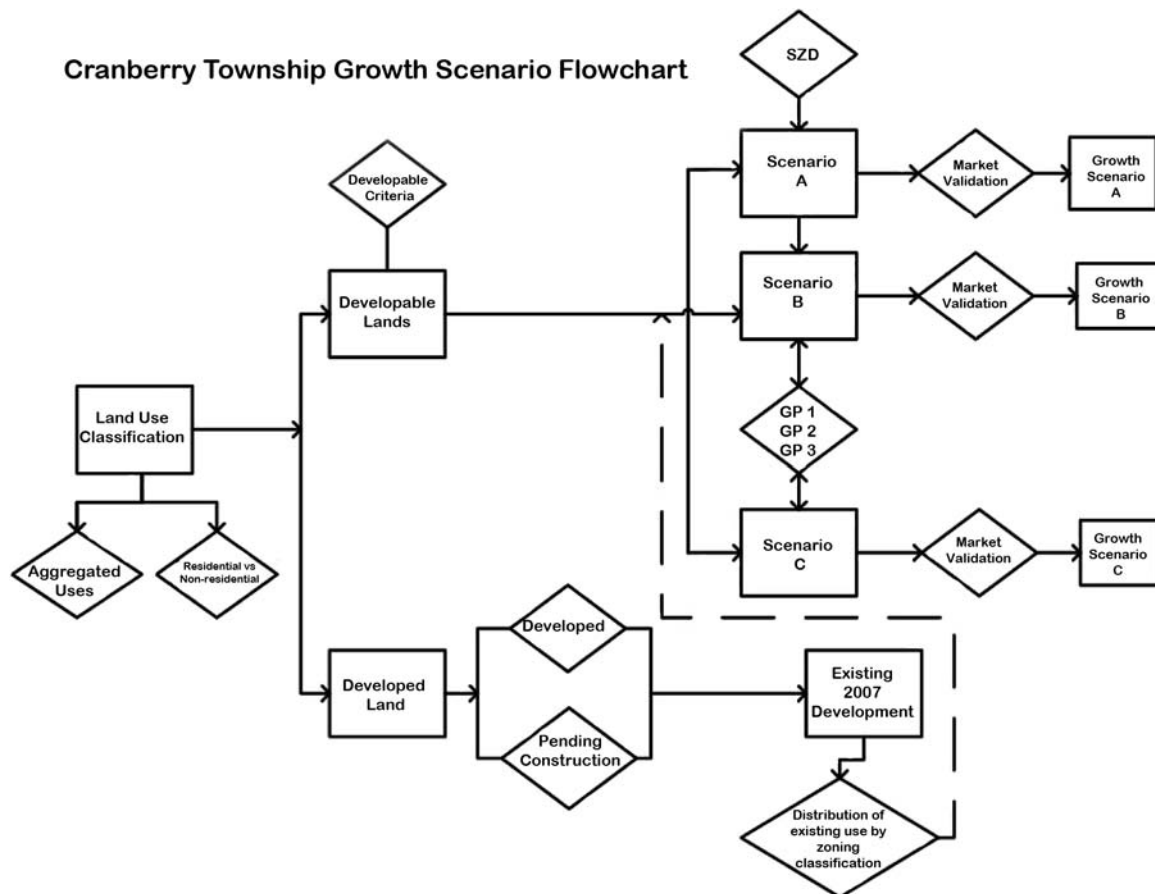 Cranberry Township Growth Scenario Flowchart
SZD
Scenario
A
Market
Validation
Growth
Scenario
A
Developable
Criteria
Developable
Lands
Scenario
B
Market
Validation
Growth
Scenario
B
Land Use
Classification
GP 1
GP 2
GP 3
Aggregated
Uses
Residential vs
Non-residential
Scenario
C
Market
Validation
Growth
Scenario
C
Developed
Developed
Land
Pending
Construction
Existing
2007
Development
Distribution of
existing use by
zoning
classification